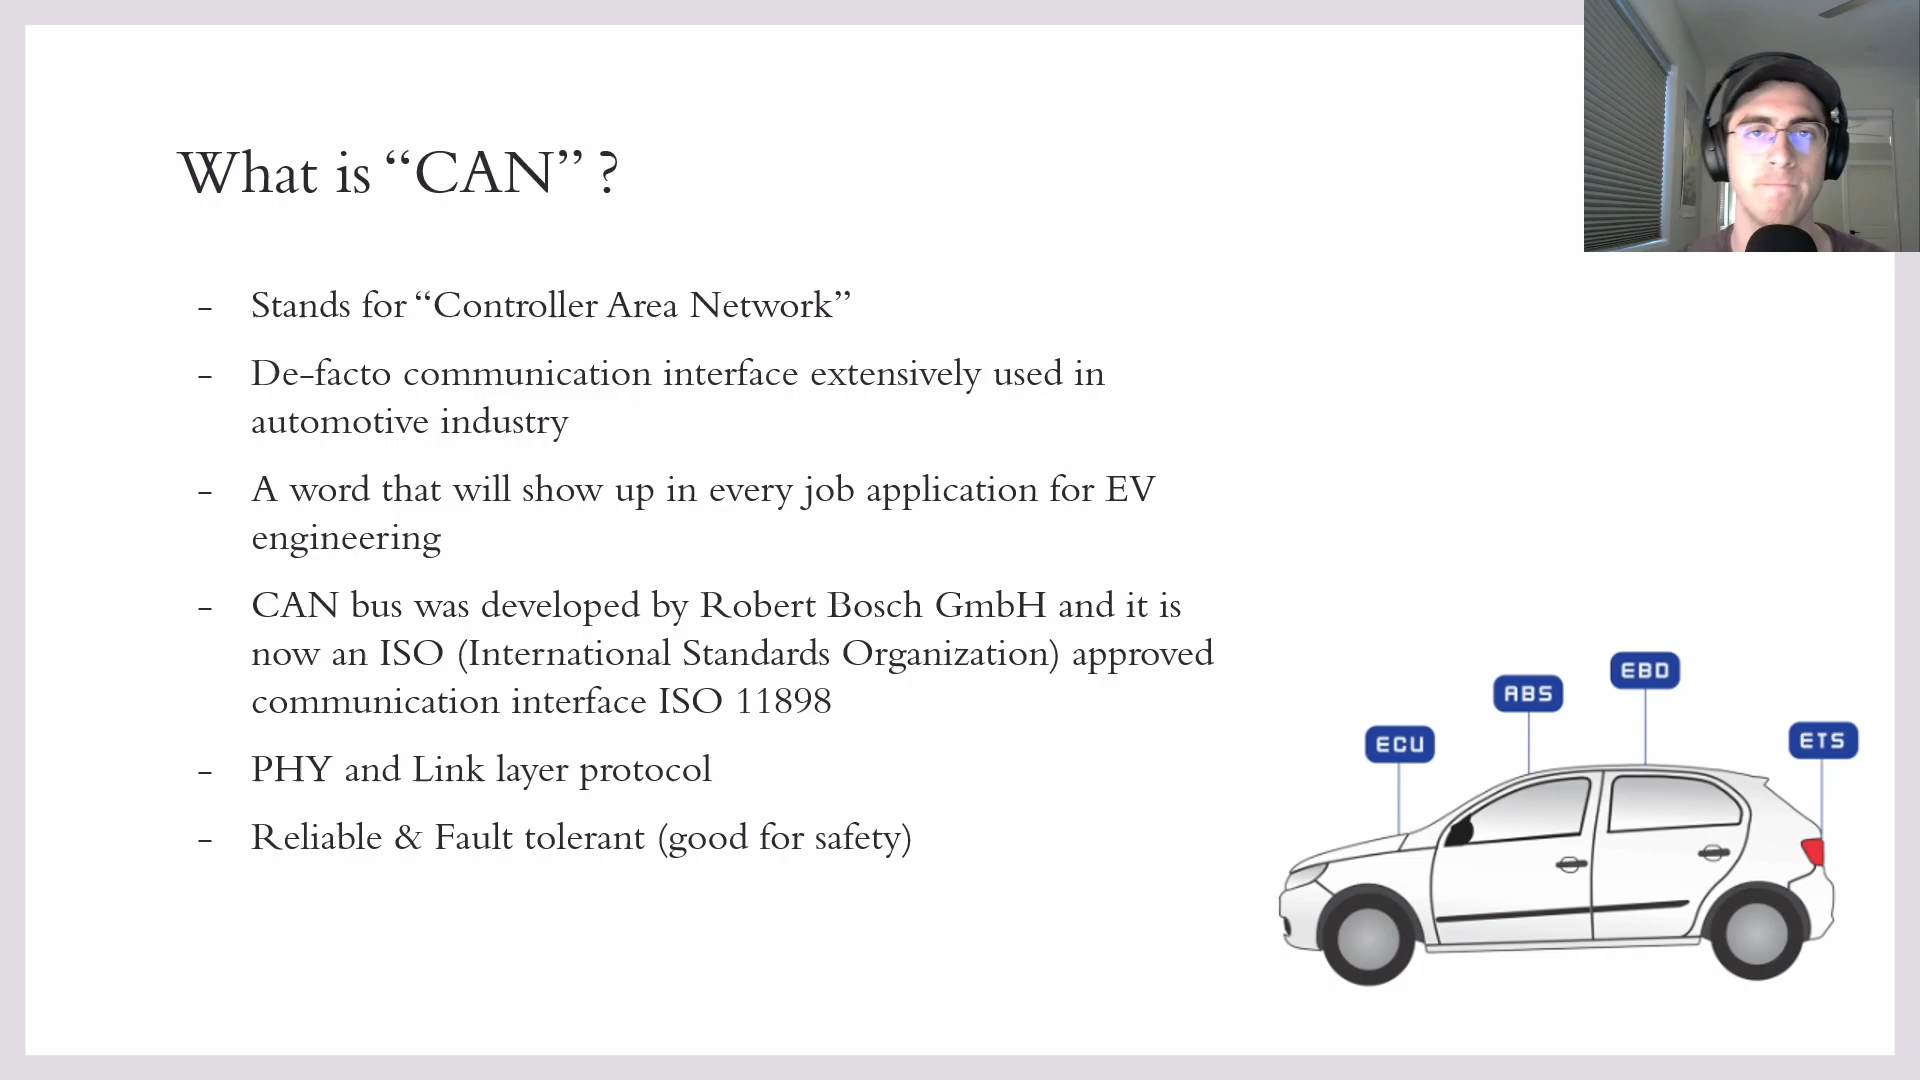 What is “CAN” ?
- Stands for “Controller Area Network”
- De-facto communication interface extensively used in
automotive industry
- A word that will show up in every job application for EV
engineering
- CAN bus was developed by Robert Bosch GmbH and it is
now an ISO (International Standards Organization) approved
communication interface ISO 11898
- PHY and Link layer protocol
- Reliable & Fault tolerant (good for safety)
ECU
ABS
EBD
ETS